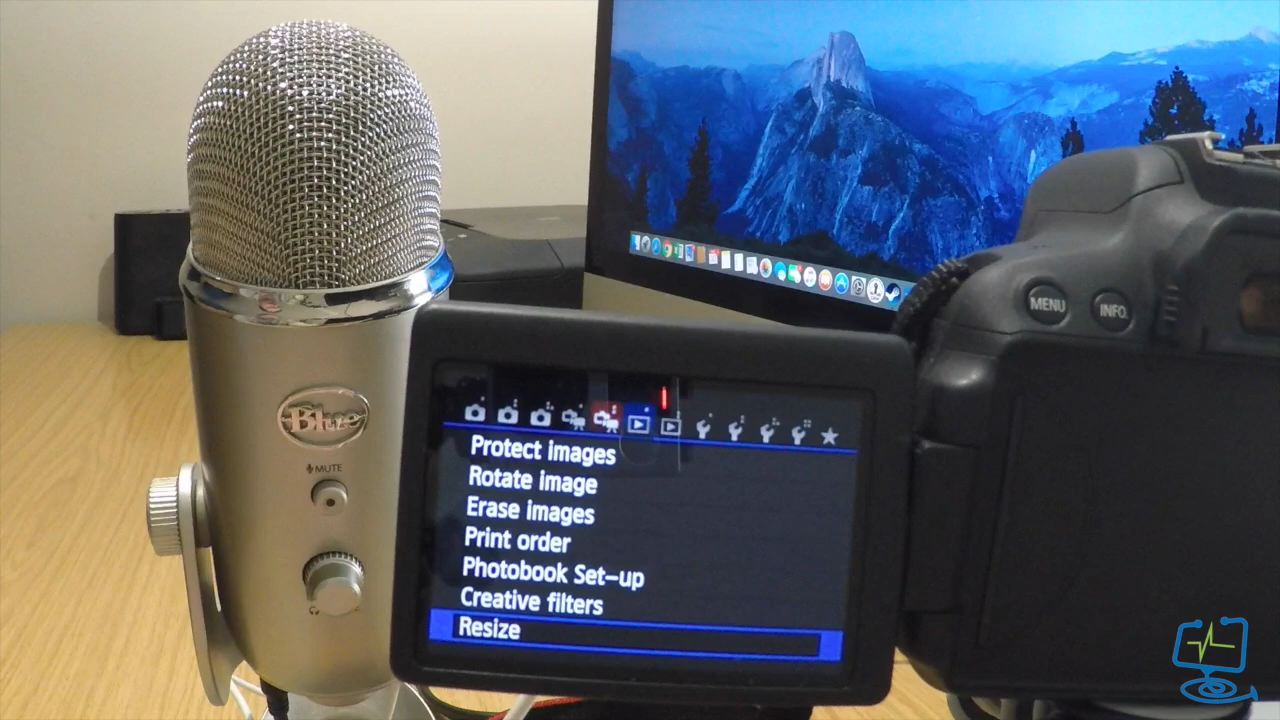 Blue
MUTE
MENU
INFO.
Protect images
Rotate image
Erase images
Print order
Photobook Set-up
Creative filters
Resize